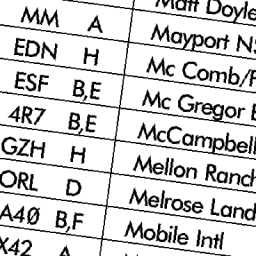 Matt Doyle
MM A Mayport
EDN H Mc Comb/
ESF B,E Mc Gregor
4R7 B,E McCampbell
GZH H Mellon Ranch
ORL D Melrose Land
A40 B,F Mobile Intl
X42 A